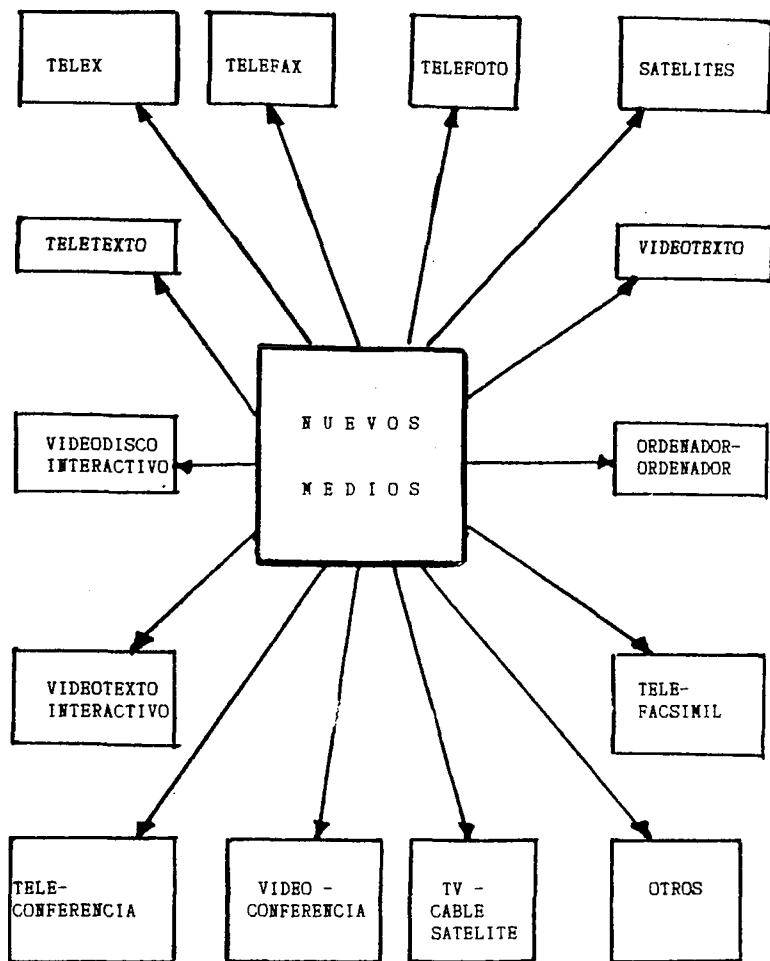 TELEX
TELEFAX
TELEFOTO
SATELITES
TELETEXTO
VIDEOTEXTO
NUEVOS
MEDIOS
VIDEODISCO
INTERACTIVO
ORDENADOR-
ORDENADOR
VIDEOTEXTO
INTERACTIVO
TELE-
FACSIMIL
TELE-
CONFERENCIA
VIDEO -
CONFERENCIA
TV -
CABLE
SATELITE
OTROS